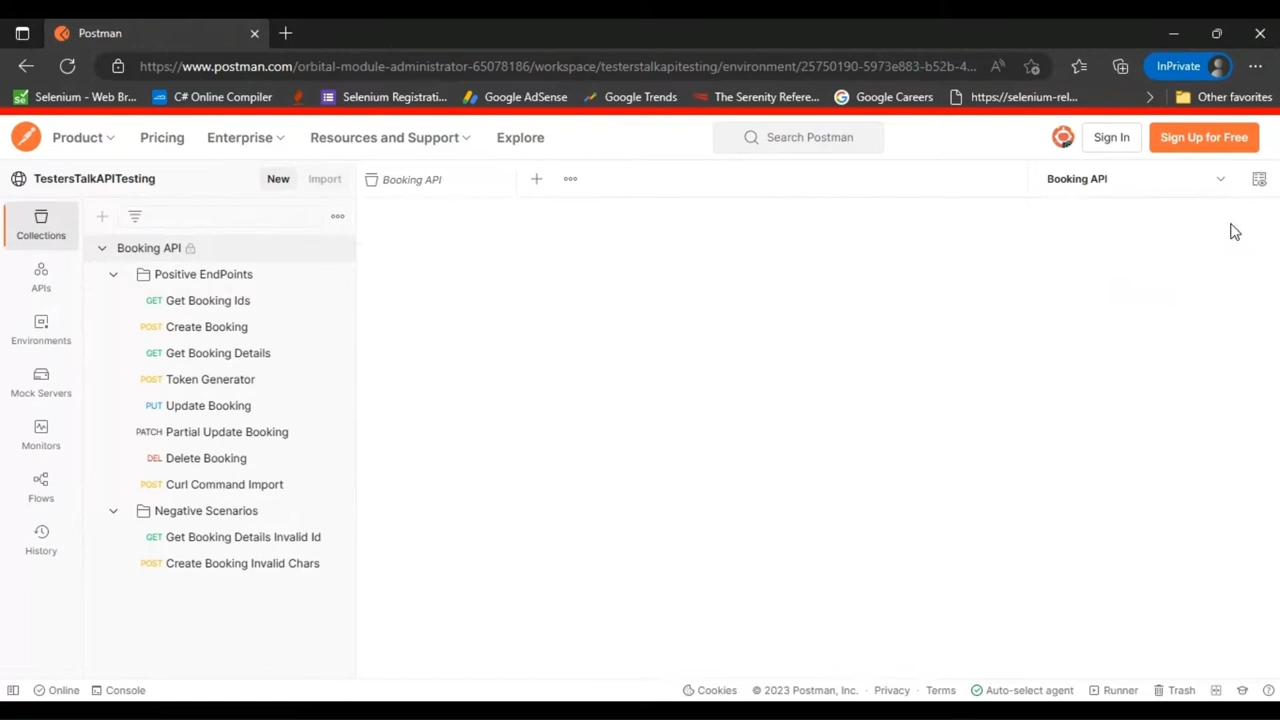 Postman
https://www.postman.com/orbital-module-administrator-65078186/workspace/testerstalkapitesting/environment/25750190-5973e883-b52b-4...
InPrivate
Selenium - Web Br...
C# Online Compiler
Selenium Registrati...
Google AdSense
Google Trends
The Serenity Refere...
Google Careers
https://selenium-rel...
Other favorites
Product
Pricing
Enterprise
Resources and Support
Explore
Search Postman
Sign In
Sign Up for Free
TestersTalkAPITesting
New
Import
Booking API
Booking API
Collections
APIs
Environments
Mock Servers
Monitors
Flows
History
Booking API
Positive EndPoints
GET Get Booking Ids
POST Create Booking
GET Get Booking Details
POST Token Generator
PUT Update Booking
PATCH Partial Update Booking
DEL Delete Booking
POST Curl Command Import
Negative Scenarios
GET Get Booking Details Invalid Id
POST Create Booking Invalid Chars
Online
Console
Cookies
© 2023 Postman, Inc.
Privacy
Terms
Auto-select agent
Runner
Trash